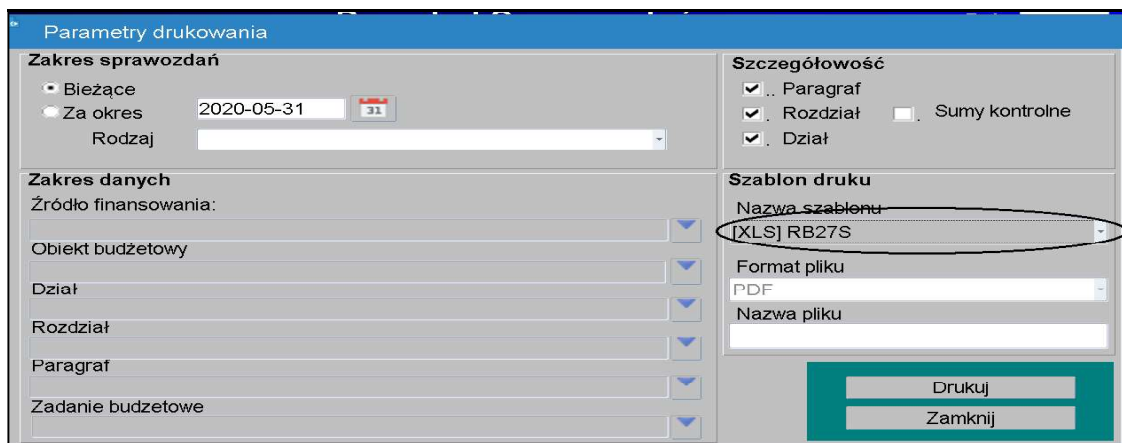 Parametry drukowania
Zakres sprawozdań
Bieżące
Za okres 2020-05-31 31
Rodzaj
Szczegółowość
.. Paragraf
. Rozdział . Sumy kontrolne
. Dział
Zakres danych
Źródło finansowania:
Obiekt budżetowy
Dział
Rozdział
Paragraf
Zadanie budzetowe
Szablon druku
Nazwa szablonu
[XLS] RB27S
Format pliku
PDF
Nazwa pliku
Drukuj
Zamknij